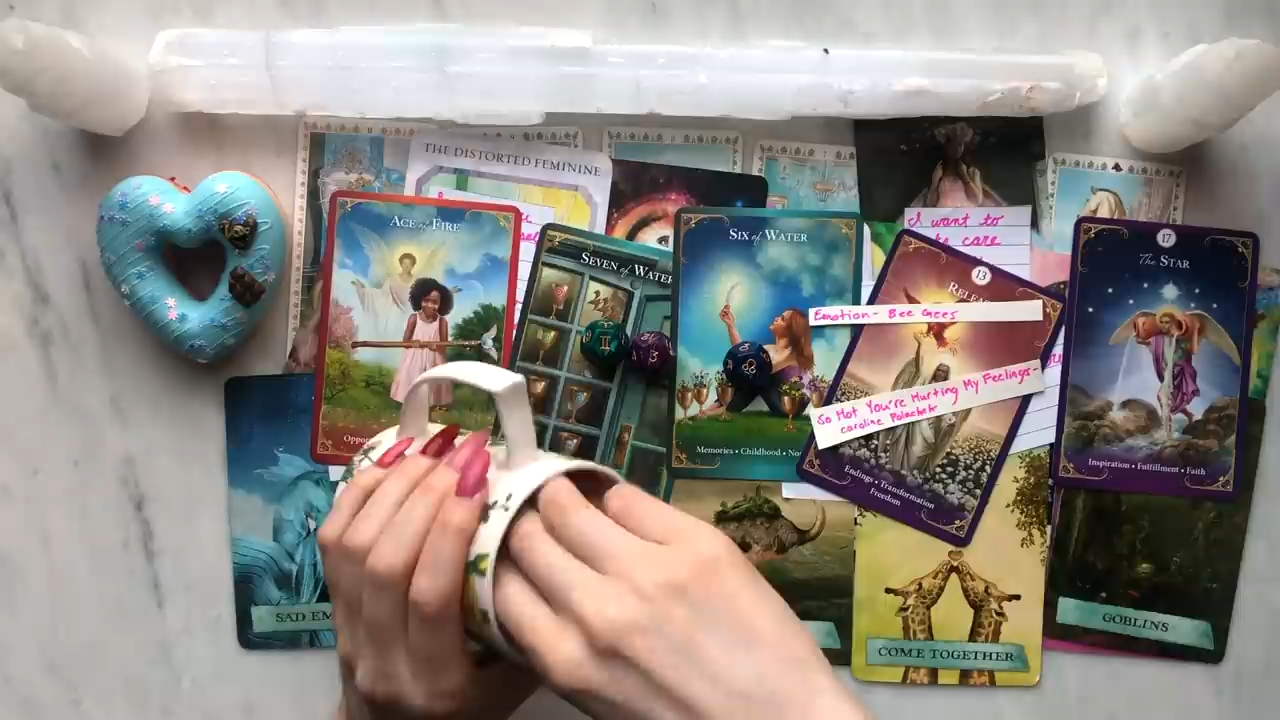 THE DISTORTED FEMININE
ACE of FIRE
SEVEN of WATER
SIX of WATER
I want to
care
13
17
The STAR
Emotion - Bee Gees
So Hot You're Hurting My Feelings -
Caroline Polachek
Memories • Childhood •
Endings • Transformation
Freedom
Inspiration • Fulfillment • Faith
SAD
COME TOGETHER
GOBLINS